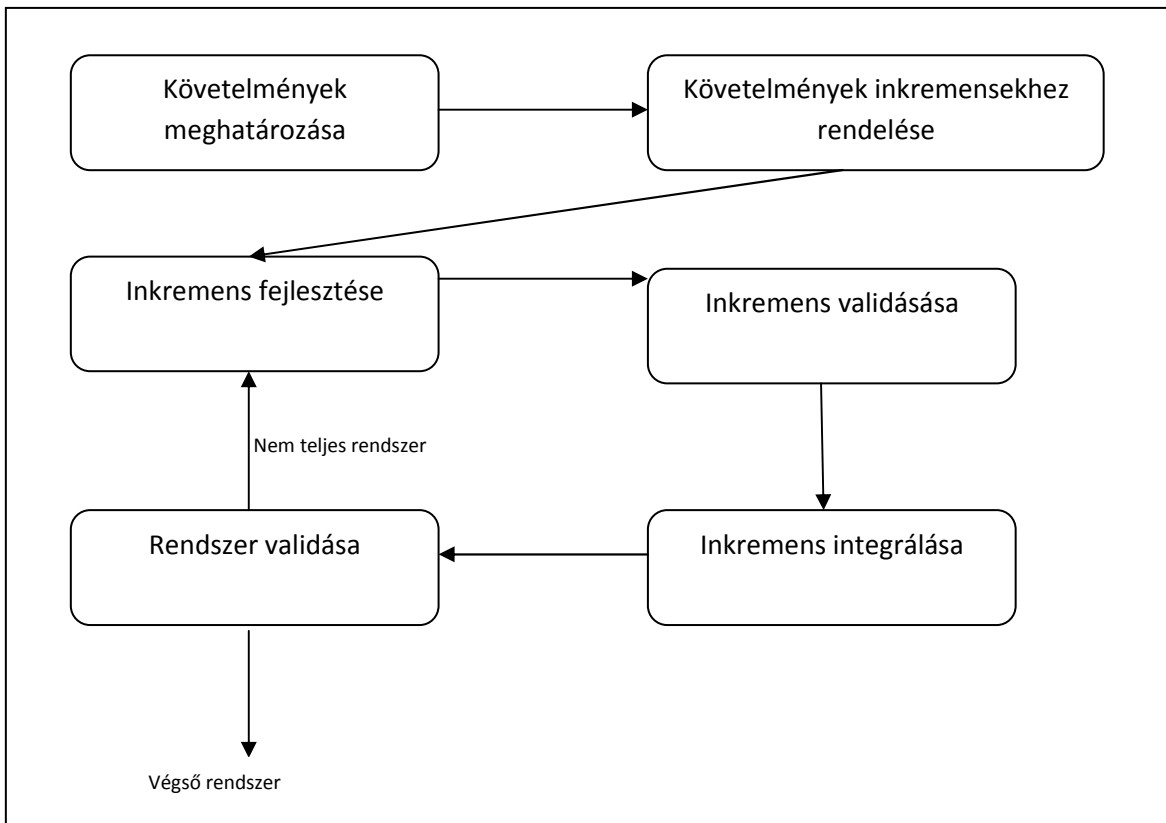 Követelmények
meghatározása
Követelmények inkremensekhez
rendelése
Inkremens fejlesztése
Inkremens validásása
Nem teljes rendszer
Rendszer validása
Inkremens integrálása
Végső rendszer